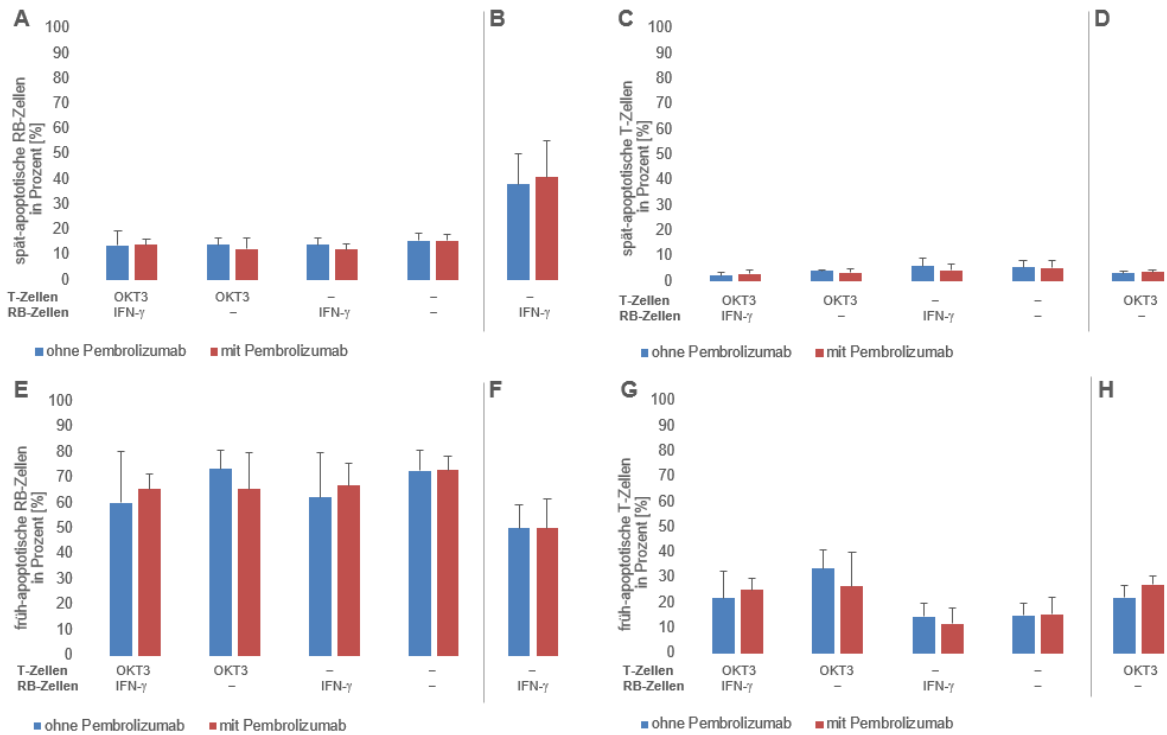 A
B
spät-apoptotische RB-Zellen
in Prozent [%]
100
90
80
70
60
50
40
30
20
10
0
T-Zellen OKT3 OKT3 – – –
RB-Zellen IFN-γ – IFN-γ – IFN-γ
ohne Pembrolizumab mit Pembrolizumab
C
D
spät-apoptotische T-Zellen
in Prozent [%]
100
90
80
70
60
50
40
30
20
10
0
T-Zellen OKT3 OKT3 – – OKT3
RB-Zellen IFN-γ – IFN-γ – –
ohne Pembrolizumab mit Pembrolizumab
E
F
früh-apoptotische RB-Zellen
in Prozent [%]
100
90
80
70
60
50
40
30
20
10
0
T-Zellen OKT3 OKT3 – – –
RB-Zellen IFN-γ – IFN-γ – IFN-γ
ohne Pembrolizumab mit Pembrolizumab
G
H
früh-apoptotische T-Zellen
in Prozent [%]
100
90
80
70
60
50
40
30
20
10
0
T-Zellen OKT3 OKT3 – – OKT3
RB-Zellen IFN-γ – IFN-γ – –
ohne Pembrolizumab mit Pembrolizumab